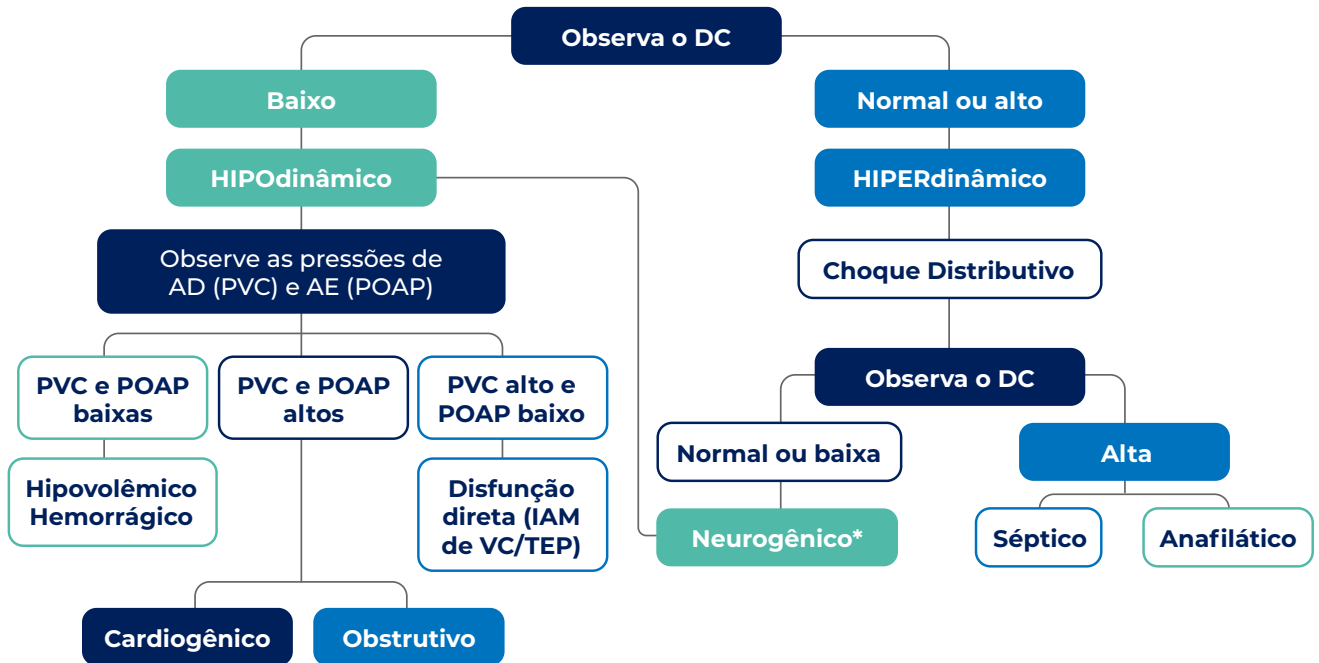 Observa o DC
Baixo
Normal ou alto
HIPOdinâmico
HIPERdinâmico
Observe as pressões de
AD (PVC) e AE (POAP)
Choque Distributivo
PVC e POAP
baixas
PVC e POAP
altos
PVC alto e
POAP baixo
Observa o DC
Normal ou baixa
Alta
Hipovolêmico
Hemorrágico
Disfunção
direta (IAM
de VC/TEP)
Neurogênico*
Séptico
Anafilático
Cardiogênico
Obstrutivo